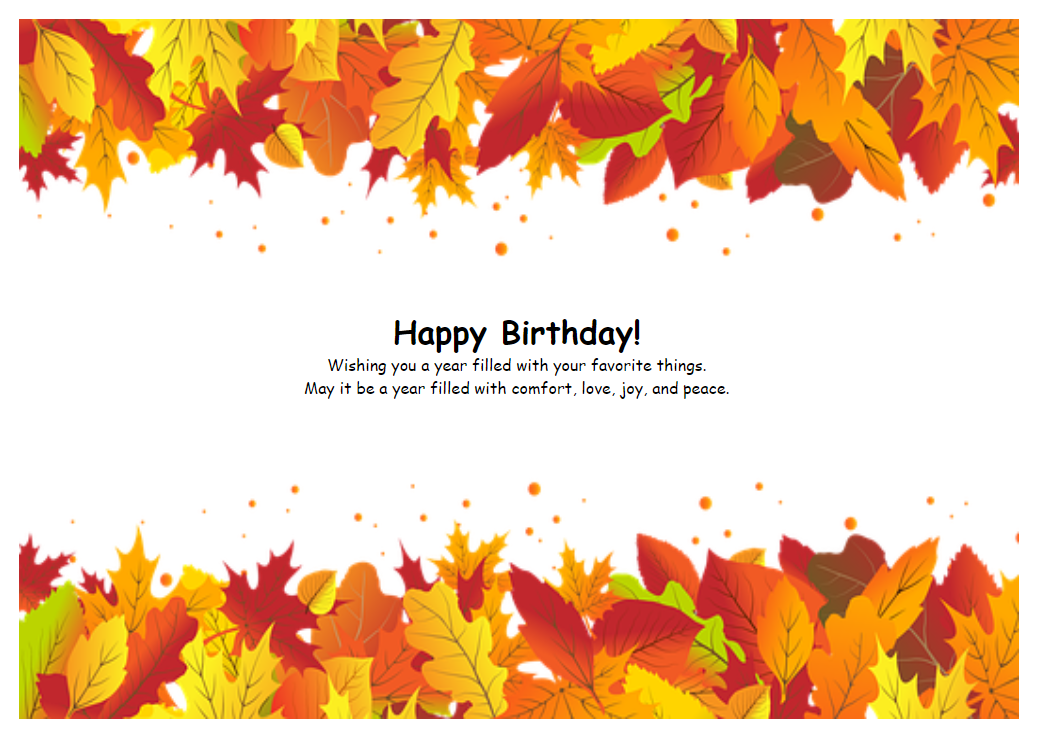 Happy Birthday!
Wishing you a year filled with your favorite things.
May it be a year filled with comfort, love, joy, and peace.